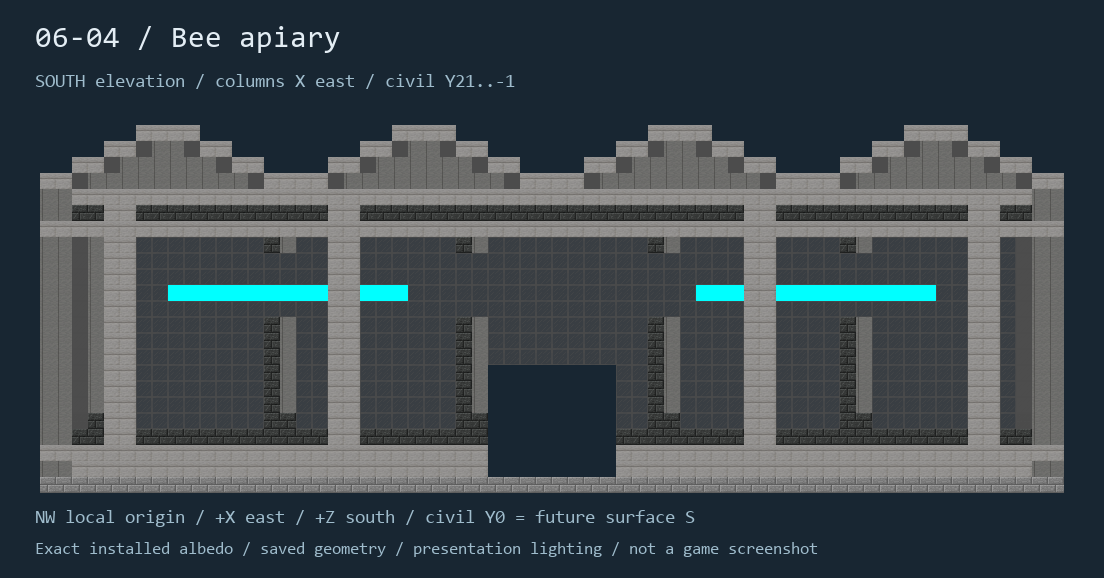 06-04 / Bee apiary
SOUTH elevation / columns X east / civil Y21..-1
NW local origin / +X east / +Z south / civil Y0 = future surface S
Exact installed albedo / saved geometry / presentation lighting / not a game screenshot